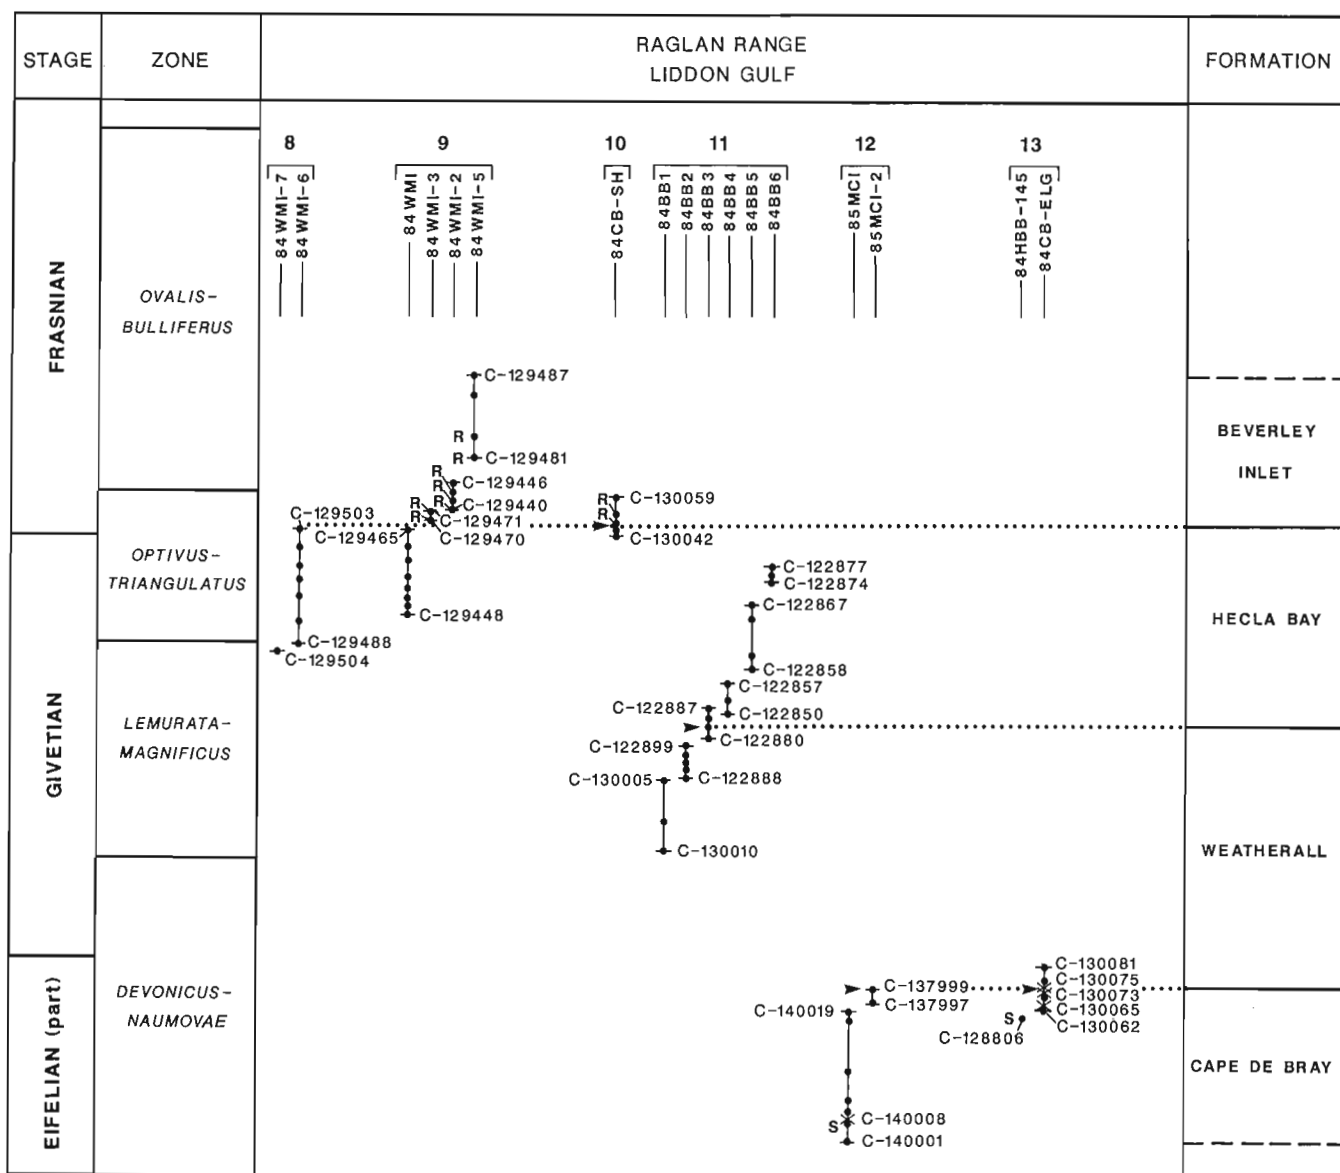 STAGE
ZONE
RAGLAN RANGE
LIDDON GULF
FORMATION
FRASNIAN
GIVETIAN
EIFELIAN (part)
OVALIS-
BULLIFERUS
OPTIVUS-
TRIANGULATUS
LEMURATA-
MAGNIFICUS
DEVONICUS-
NAUMOVAE
8
84WMI-7
84WMI-6
9
84WMI
84WMI-3
84WMI-2
84WMI-5
10
84CB-SH
11
84BB1
84BB2
84BB3
84BB4
84BB5
84BB6
12
85MCI
85MCI-2
13
84HBB-145
84CB-ELG
C-129487
R
R C-129481
R C-129446
R
R C-129440
R C-129471
R C-129470
C-129503
C-129465
C-129448
C-129488
C-129504
C-130059
R
R
C-130042
C-122877
C-122874
C-122867
C-122858
C-122857
C-122850
C-122887
C-122880
C-122899
C-122888
C-130005
C-130010
C-137999
C-137997
C-140019
C-140008
S
C-140001
C-130081
C-130075
C-130073
C-130065
C-130062
S
C-128806
BEVERLEY
INLET
HECLA BAY
WEATHERALL
CAPE DE BRAY